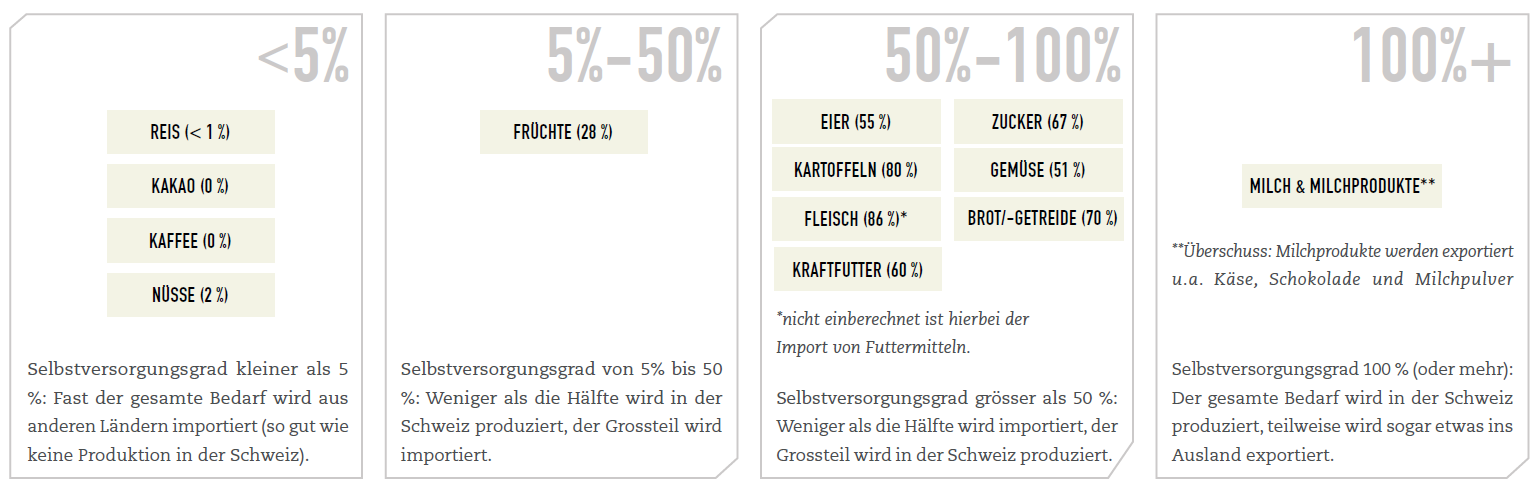 <5%
REIS (< 1 %)
KAKAO (0 %)
KAFFEE (0 %)
NÜSSE (2 %)
Selbstversorgungsgrad kleiner als 5
%: Fast der gesamte Bedarf wird aus
anderen Ländern importiert (so gut wie
keine Produktion in der Schweiz).
5%-50%
FRÜCHTE (28 %)
Selbstversorgungsgrad von 5% bis 50
%: Weniger als die Hälfte wird in der
Schweiz produziert, der Grossteil wird
importiert.
50%-100%
EIER (55 %)
ZUCKER (67 %)
KARTOFFELN (80 %)
GEMÜSE (51 %)
FLEISCH (86 %)*
BROT/-GETREIDE (70 %)
KRAFTFUTTER (60 %)
*nicht einberechnet ist hierbei der
Import von Futtermitteln.
Selbstversorgungsgrad grösser als 50 %:
Weniger als die Hälfte wird importiert, der
Grossteil wird in der Schweiz produziert.
100%+
MILCH & MILCHPRODUKTE**
**Überschuss: Milchprodukte werden exportiert
u.a. Käse, Schokolade und Milchpulver
Selbstversorgungsgrad 100 % (oder mehr):
Der gesamte Bedarf wird in der Schweiz
produziert, teilweise wird sogar etwas ins
Ausland exportiert.